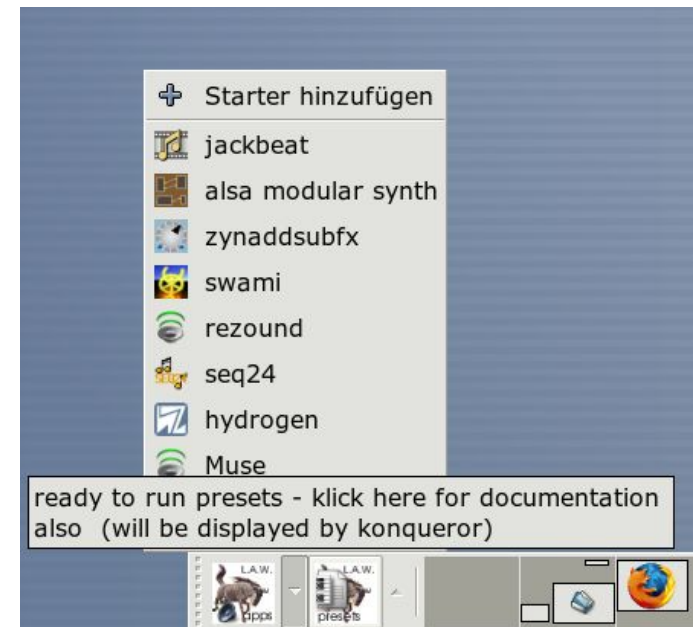 Starter hinzufügen
jackbeat
alsa modular synth
zynaddsubfx
swami
rezound
seq24
hydrogen
Muse
ready to run presets - klick here for documentation
also (will be displayed by konqueror)
L.A.W.
apps
L.A.W.
presets